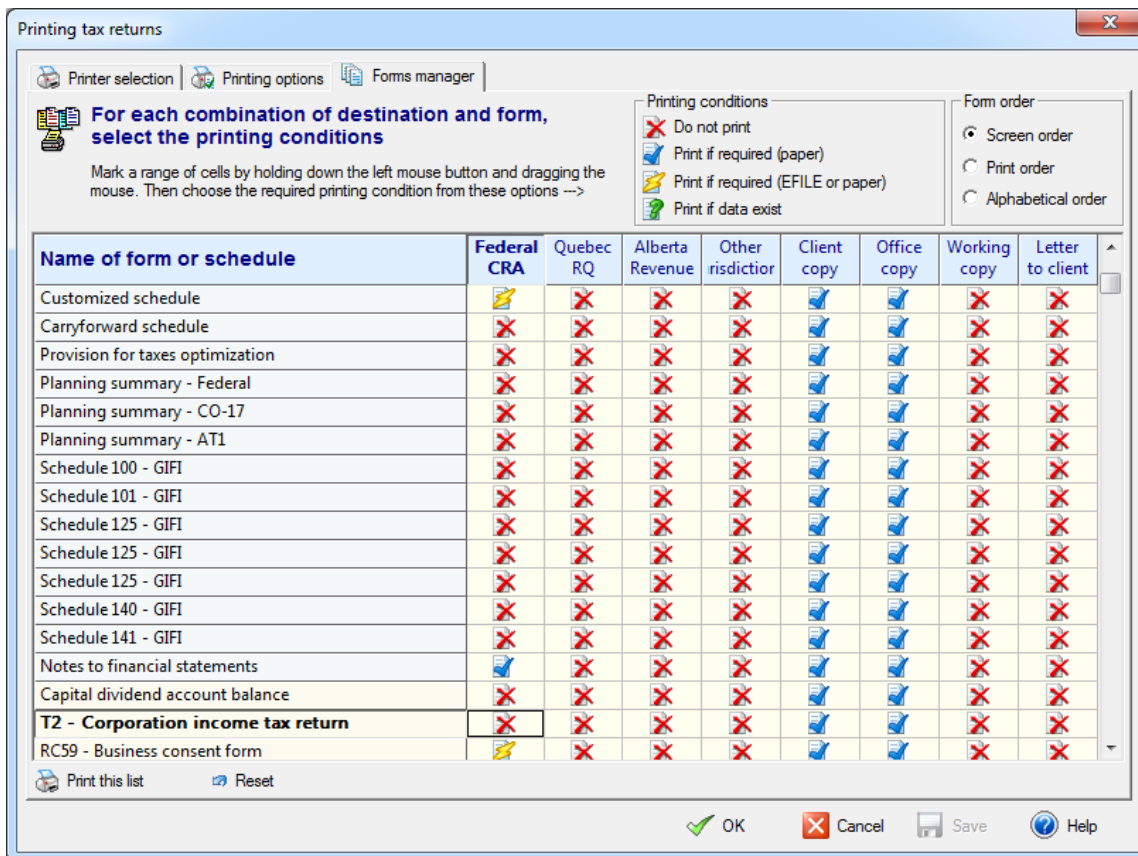 Printing tax returns
Printer selection
Printing options
Forms manager
For each combination of destination and form,
select the printing conditions
Mark a range of cells by holding down the left mouse button and dragging the
mouse. Then choose the required printing condition from these options --->
Printing conditions
Do not print
Print if required (paper)
Print if required (EFILE or paper)
Print if data exist
Form order
Screen order
Print order
Alphabetical order
Name of form or schedule
Federal
CRA
Quebec
RQ
Alberta
Revenue
Other
risdiction
Client
copy
Office
copy
Working
copy
Letter
to client
Customized schedule
Carryforward schedule
Provision for taxes optimization
Planning summary - Federal
Planning summary - CO-17
Planning summary - AT1
Schedule 100 - GIFI
Schedule 101 - GIFI
Schedule 125 - GIFI
Schedule 125 - GIFI
Schedule 125 - GIFI
Schedule 140 - GIFI
Schedule 141 - GIFI
Notes to financial statements
Capital dividend account balance
T2 - Corporation income tax return
RC59 - Business consent form
Print this list
Reset
OK
Cancel
Save
Help